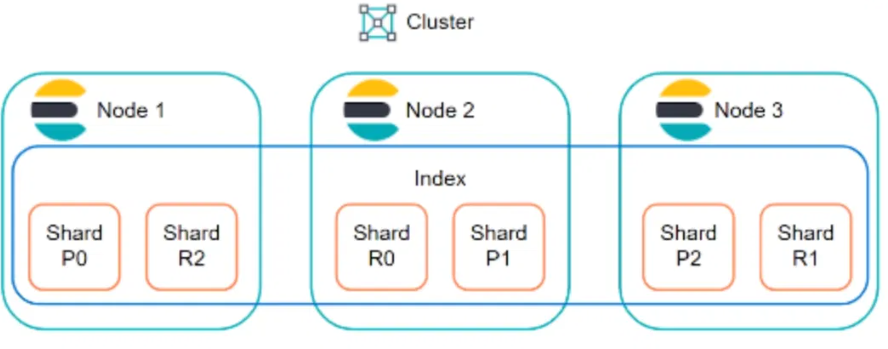 Cluster
Node 1
Node 2
Node 3
Index
Shard
P0
Shard
R2
Shard
R0
Shard
P1
Shard
P2
Shard
R1